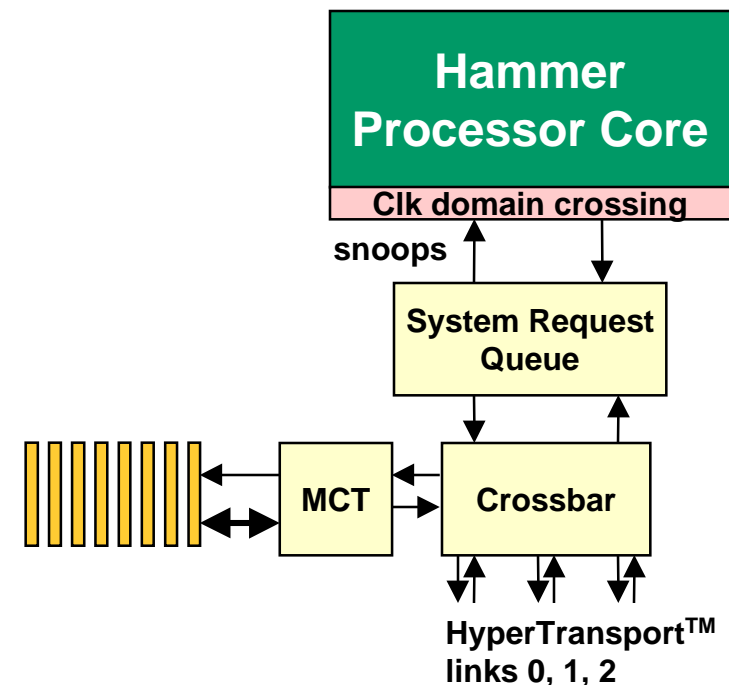 Hammer
Processor Core
Clk domain crossing
snoops
System Request
Queue
MCT
Crossbar
HyperTransport™
links 0, 1, 2